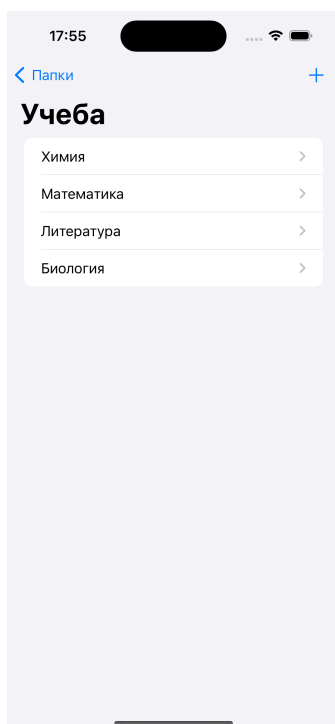 17:55
Папки
Учеба
Химия
Математика
Литература
Биология